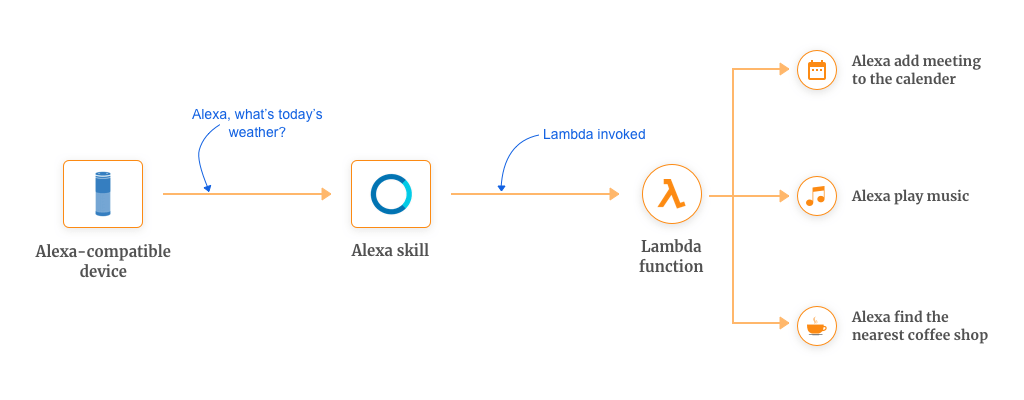 Alexa, what's today's
weather?
Lambda invoked
Alexa-compatible
device
Alexa skill
Lambda
function
Alexa add meeting
to the calender
Alexa play music
Alexa find the
nearest coffee shop